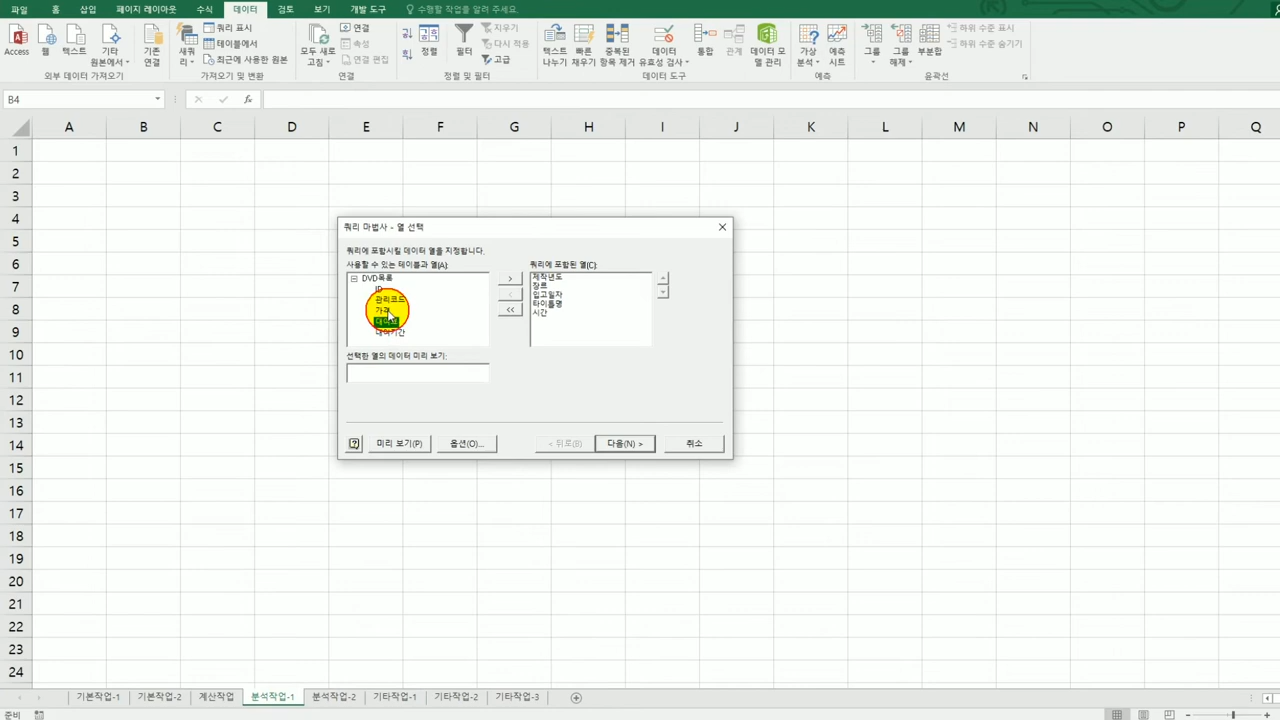 파일 홈 삽입 페이지 레이아웃 수식 데이터 검토 보기 개발 도구 수행할 작업을 알려 주세요.
쿼리 표시 연결 지우기 하위 수준 표시
테이블에서 속성 다시 적용 하위 수준 숨기기
최근에 사용한 원본 연결 편집 고급
Access 웹 텍스트 기타 기존 새쿼 모두 새로 정렬 필터 텍스트 빠른 중복된 데이터 통합 관계 데이터 모 가상 예측 그룹 그룹 부분합
원본에서 연결 리 고침 나누기 채우기 항목 제거 유효성 검사 델 관리 분석 시트 해제
외부 데이터 가져오기 가져오기 및 변환 연결 정렬 및 필터 데이터 도구 예측 윤곽선
B4 fx
A B C D E F G H I J K L M N O P Q
1
2
3
4
5
6
7
8
9
10
11
12
13
14
15
16
17
18
19
20
21
22
23
24
쿼리 마법사 - 열 선택
쿼리에 포함시킬 데이터 열을 지정합니다.
사용할 수 있는 테이블과 열(A): 쿼리에 포함된 열(C):
DVD목록
ID
관리코드
가격
대여기간
> 
<
<<
제작년도
장르
입고일자
타이틀명
시간
선택한 열의 데이터 미리 보기:
미리 보기(P) 옵션(O)... < 뒤로(B) 다음(N) > 취소
기본작업-1 기본작업-2 계산작업 분석작업-1 분석작업-2 기타작업-1 기타작업-2 기타작업-3
준비